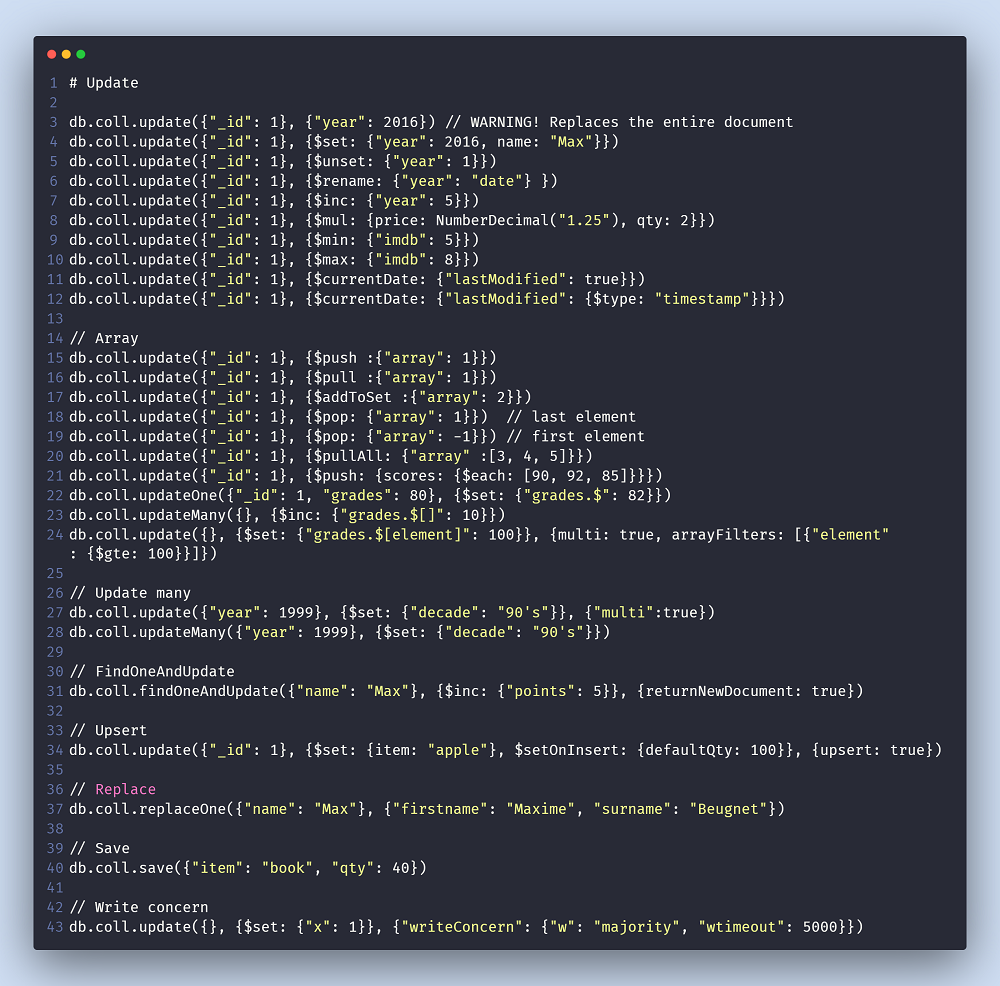 1 # Update
2
3 db.coll.update({"_id": 1}, {"year": 2016}) // WARNING! Replaces the entire document
4 db.coll.update({"_id": 1}, {$set: {"year": 2016, name: "Max"}})
5 db.coll.update({"_id": 1}, {$unset: {"year": 1}})
6 db.coll.update({"_id": 1}, {$rename: {"year": "date"} })
7 db.coll.update({"_id": 1}, {$inc: {"year": 5}})
8 db.coll.update({"_id": 1}, {$mul: {price: NumberDecimal("1.25"), qty: 2}})
9 db.coll.update({"_id": 1}, {$min: {"imdb": 5}})
10 db.coll.update({"_id": 1}, {$max: {"imdb": 8}})
11 db.coll.update({"_id": 1}, {$currentDate: {"lastModified": true}})
12 db.coll.update({"_id": 1}, {$currentDate: {"lastModified": {$type: "timestamp"}}})
13
14 // Array
15 db.coll.update({"_id": 1}, {$push :{"array": 1}})
16 db.coll.update({"_id": 1}, {$pull :{"array": 1}})
17 db.coll.update({"_id": 1}, {$addToSet :{"array": 2}})
18 db.coll.update({"_id": 1}, {$pop: {"array": 1}})  // last element
19 db.coll.update({"_id": 1}, {$pop: {"array": -1}}) // first element
20 db.coll.update({"_id": 1}, {$pullAll: {"array" :[3, 4, 5]}})
21 db.coll.update({"_id": 1}, {$push: {scores: {$each: [90, 92, 85]}}})
22 db.coll.updateOne({"_id": 1, "grades": 80}, {$set: {"grades.$": 82}})
23 db.coll.updateMany({}, {$inc: {"grades.$[]": 10}})
24 db.coll.update({}, {$set: {"grades.$[element]": 100}}, {multi: true, arrayFilters: [{"element"
: {$gte: 100}}]})
25
26 // Update many
27 db.coll.update({"year": 1999}, {$set: {"decade": "90's"}}, {"multi":true})
28 db.coll.updateMany({"year": 1999}, {$set: {"decade": "90's"}})
29
30 // FindOneAndUpdate
31 db.coll.findOneAndUpdate({"name": "Max"}, {$inc: {"points": 5}}, {returnNewDocument: true})
32
33 // Upsert
34 db.coll.update({"_id": 1}, {$set: {item: "apple"}, $setOnInsert: {defaultQty: 100}}, {upsert: true})
35
36 // Replace
37 db.coll.replaceOne({"name": "Max"}, {"firstname": "Maxime", "surname": "Beugnet"})
38
39 // Save
40 db.coll.save({"item": "book", "qty": 40})
41
42 // Write concern
43 db.coll.update({}, {$set: {"x": 1}}, {"writeConcern": {"w": "majority", "wtimeout": 5000}})